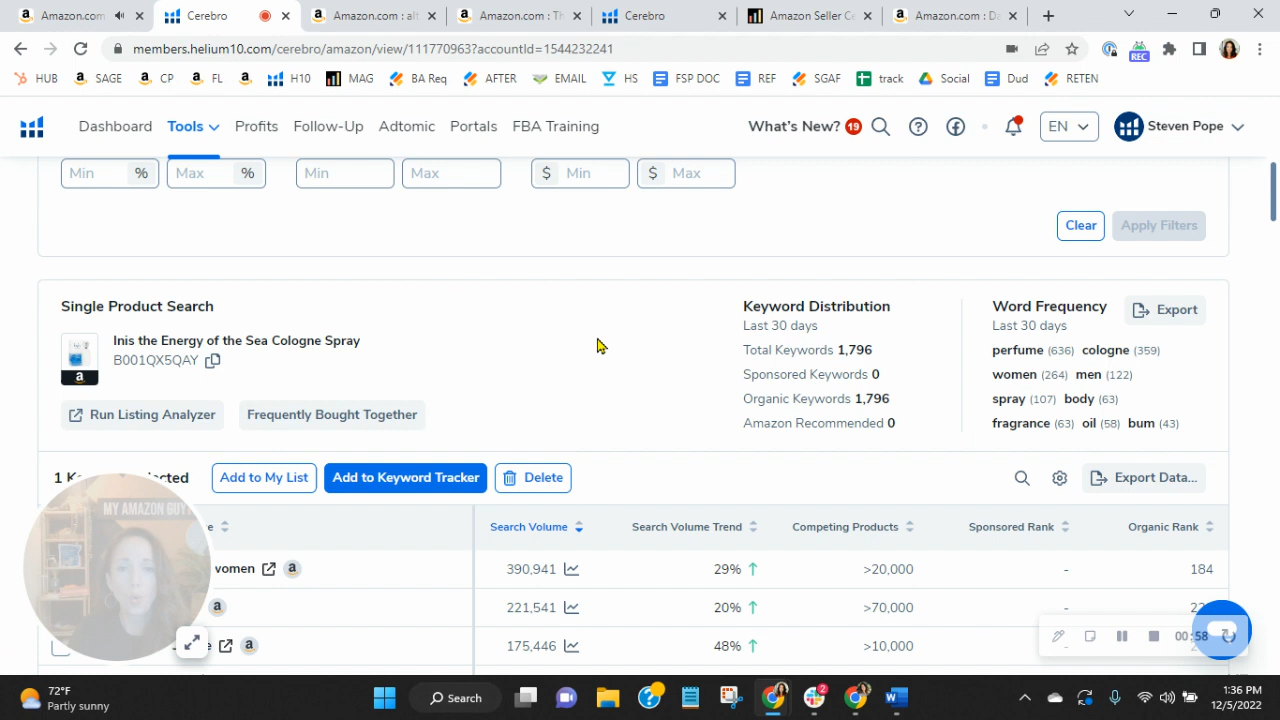 Amazon.com
Cerebro
Amazon.com : alt
Amazon.com : Th
Cerebro
Amazon Seller Ce
Amazon.com : Da
members.helium10.com/cerebro/amazon/view/111770963?accountId=1544232241
REC
HUB SAGE CP FL H10 MAG BA Req AFTER EMAIL HS FSP DOC REF SGAF track Social Dud RETEN
Dashboard Tools Profits Follow-Up Adtomic Portals FBA Training What's New? 19 EN Steven Pope
Min % Max % Min Max $ Min $ Max
Clear Apply Filters
Single Product Search
Inis the Energy of the Sea Cologne Spray
B001QX5QAY
Run Listing Analyzer Frequently Bought Together
Keyword Distribution
Last 30 days
Total Keywords 1,796
Sponsored Keywords 0
Organic Keywords 1,796
Amazon Recommended 0
Word Frequency
Export
Last 30 days
perfume (636) cologne (359)
women (264) men (122)
spray (107) body (63)
fragrance (63) oil (58) bum (43)
Add to My List Add to Keyword Tracker Delete Export Data...
Search Volume Search Volume Trend Competing Products Sponsored Rank Organic Rank
women 390,941 29% >20,000 - 184
221,541 20% >70,000 -
175,446 48% >10,000 -
MY AMAZON GUY
00:58
72°F
Partly sunny
Search
2
1:36 PM
12/5/2022